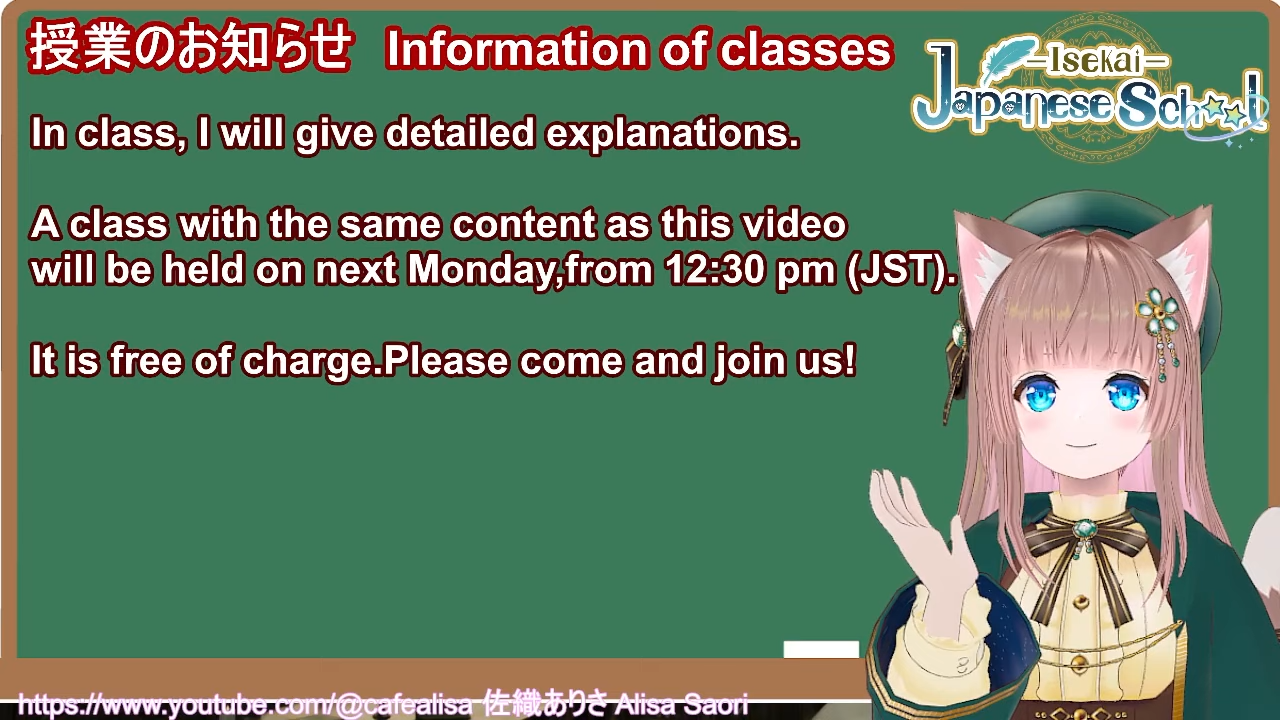 授業のお知らせ Information of classes
Isekai
Japanese School
In class, I will give detailed explanations.
A class with the same content as this video
will be held on next Monday,from 12:30 pm (JST).
It is free of charge.Please come and join us!
https://www.youtube.com/@cafealisa 佐織ありさ Alisa Saori